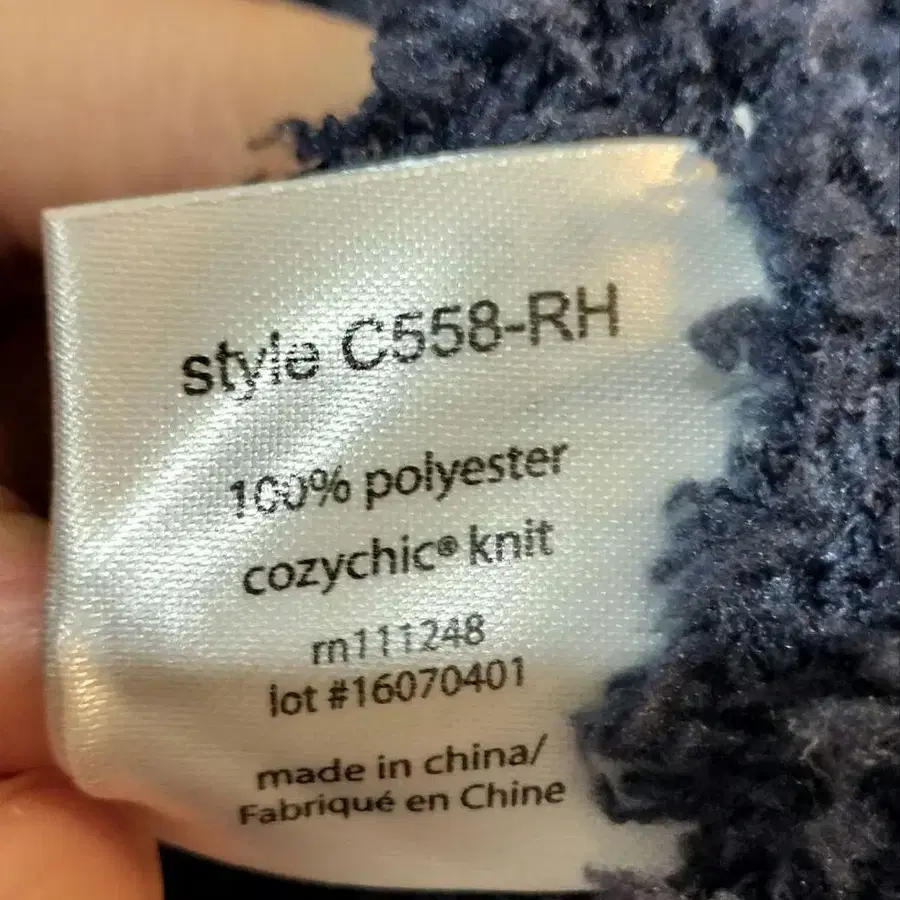 style C558-RH
100% polyester
cozychic® knit
rn111248
lot #16070401
made in china/
Fabriqué en Chine